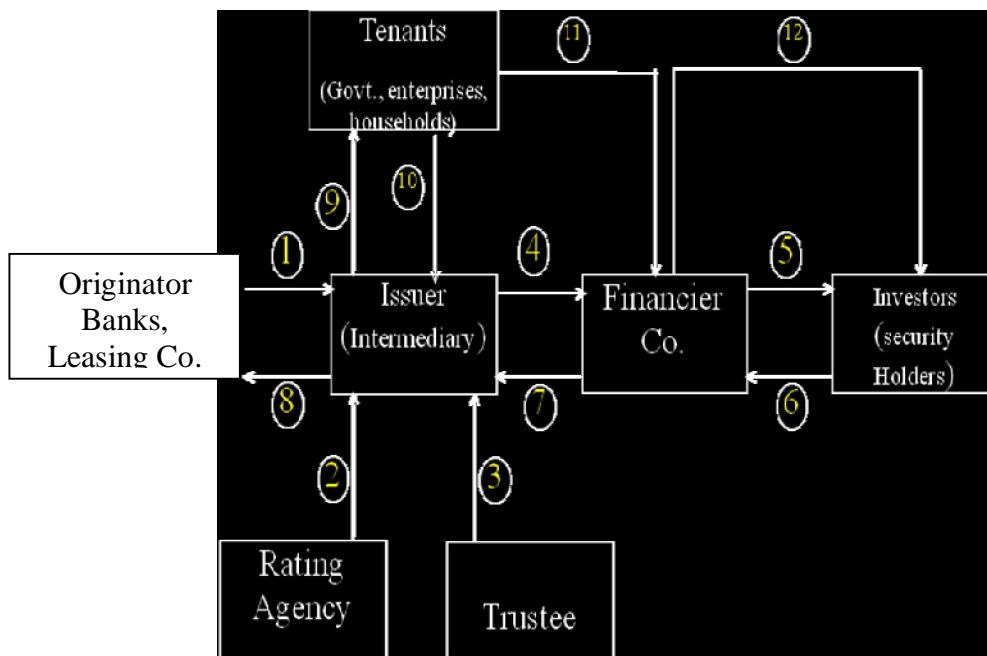 Tenants
(Govt., enterprises,
households)
11
12
9
10
1
4
5
Originator
Banks,
Leasing Co.
Issuer
(Intermediary)
Financier
Co.
Investors
(security
Holders)
8
7
6
2
3
Rating
Agency
Trustee